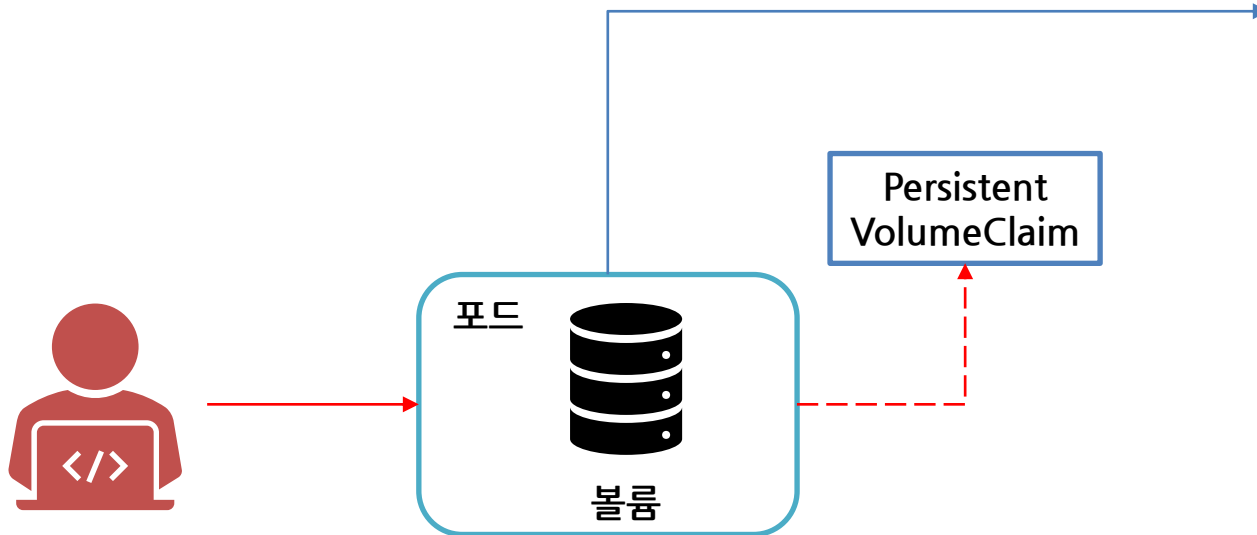 Persistent
VolumeClaim
포드
볼륨